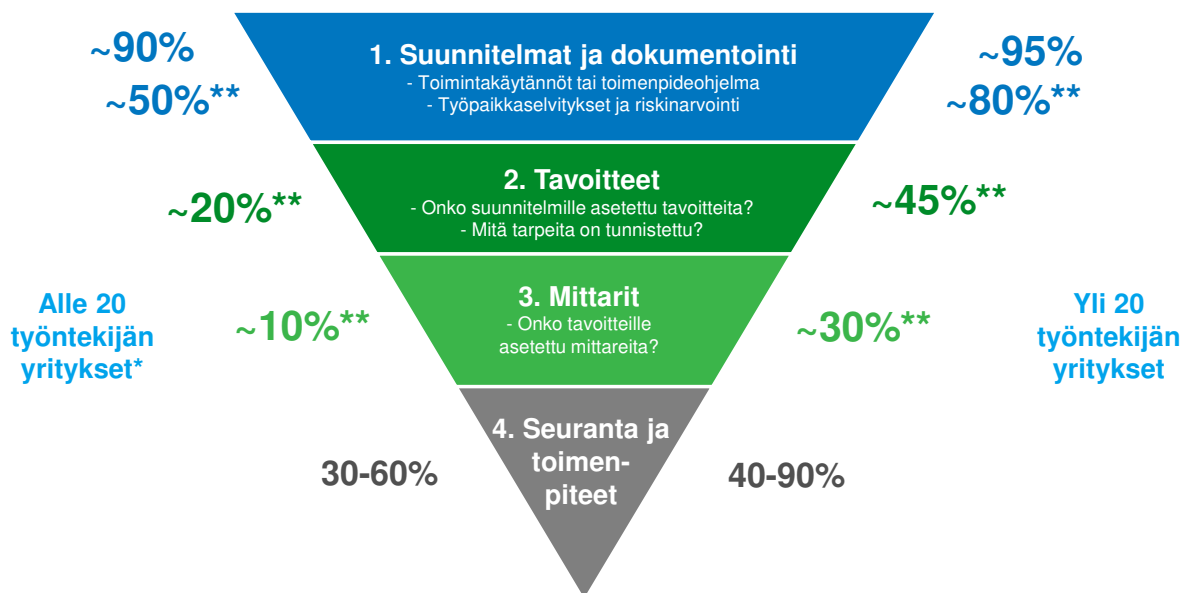 ~90%
~50%**
1. Suunnitelmat ja dokumentointi
- Toimintakäytännöt tai toimenpideohjelma
- Työpaikkaselvitykset ja riskinarvointi
~95%
~80%**
~20%**
2. Tavoitteet
- Onko suunnitelmille asetettu tavoitteita?
- Mitä tarpeita on tunnistettu?
~45%**
Alle 20
työntekijän
yritykset*
~10%**
3. Mittarit
- Onko tavoitteille
asetettu mittareita?
~30%**
Yli 20
työntekijän
yritykset
30-60%
4. Seuranta ja
toimen-
piteet
40-90%